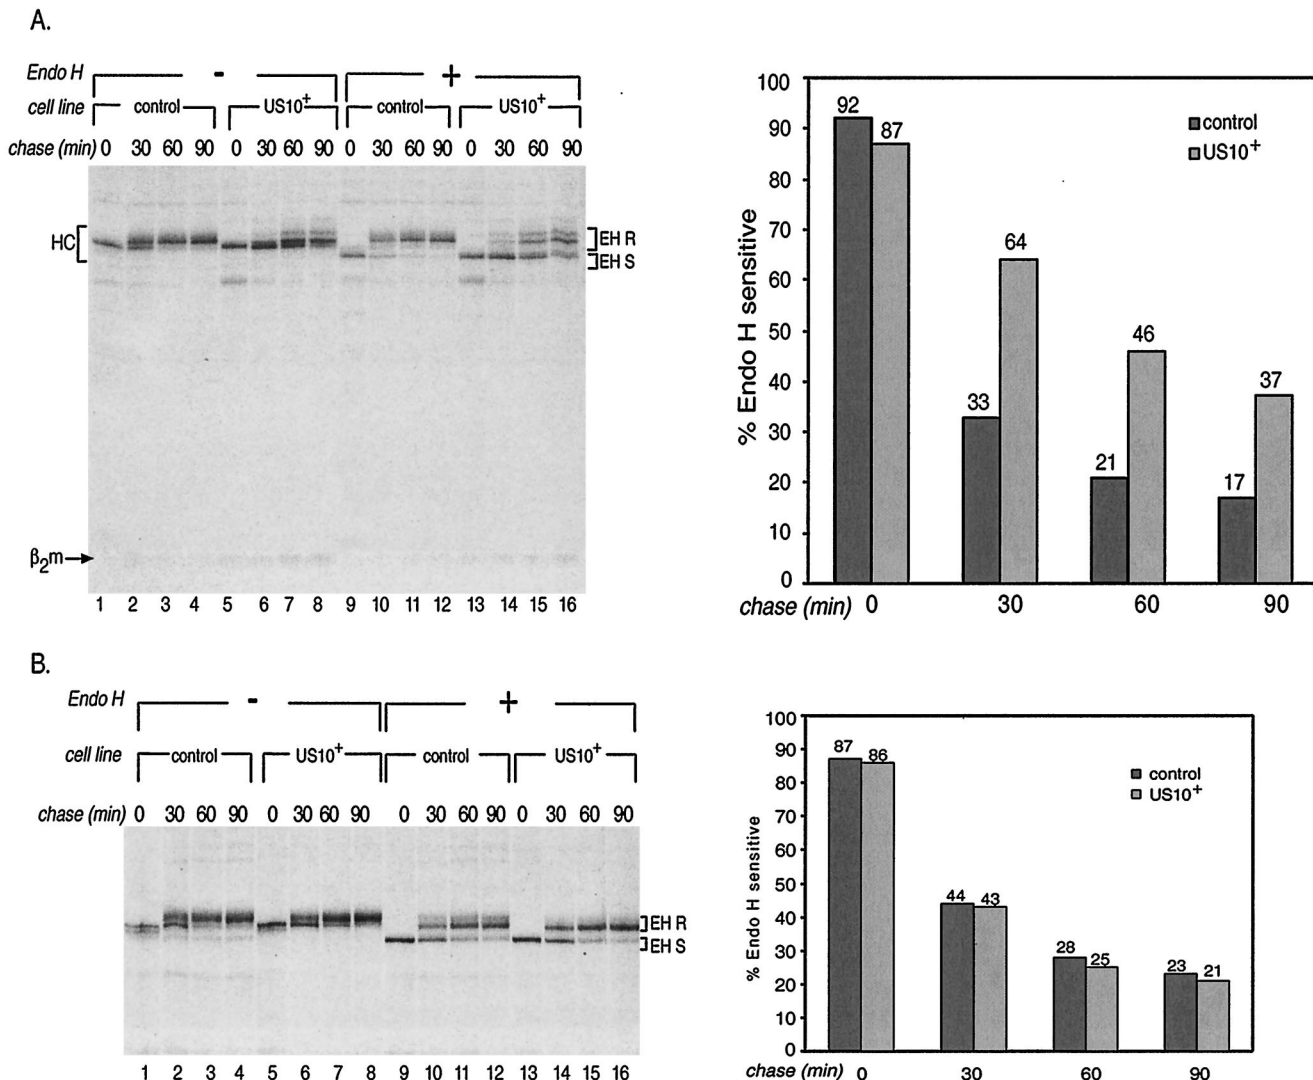 A.
Endo H - +
cell line control US10+ control US10+
chase (min) 0 30 60 90 0 30 60 90 0 30 60 90 0 30 60 90
HC
EH R
EH S
β2m
1 2 3 4 5 6 7 8 9 10 11 12 13 14 15 16
% Endo H sensitive
100
90
80
70
60
50
40
30
20
10
0
control
US10+
92 87
33 64
21 46
17 37
chase (min) 0 30 60 90
B.
Endo H - +
cell line control US10+ control US10+
chase (min) 0 30 60 90 0 30 60 90 0 30 60 90 0 30 60 90
EH R
EH S
1 2 3 4 5 6 7 8 9 10 11 12 13 14 15 16
% Endo H sensitive
100
90
80
70
60
50
40
30
20
10
0
control
US10+
87 86
44 43
28 25
23 21
chase (min) 0 30 60 90